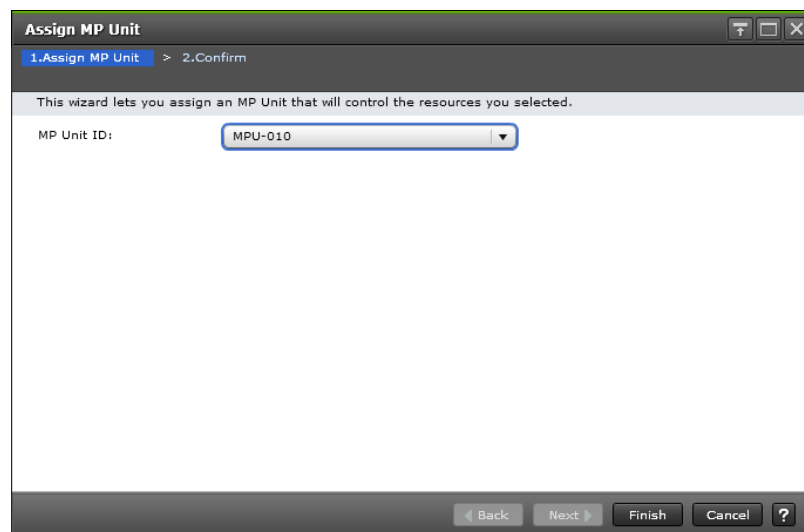 Assign MP Unit
1.Assign MP Unit > 2.Confirm
This wizard lets you assign an MP Unit that will control the resources you selected.
MP Unit ID: MPU-010
Back Next Finish Cancel ?